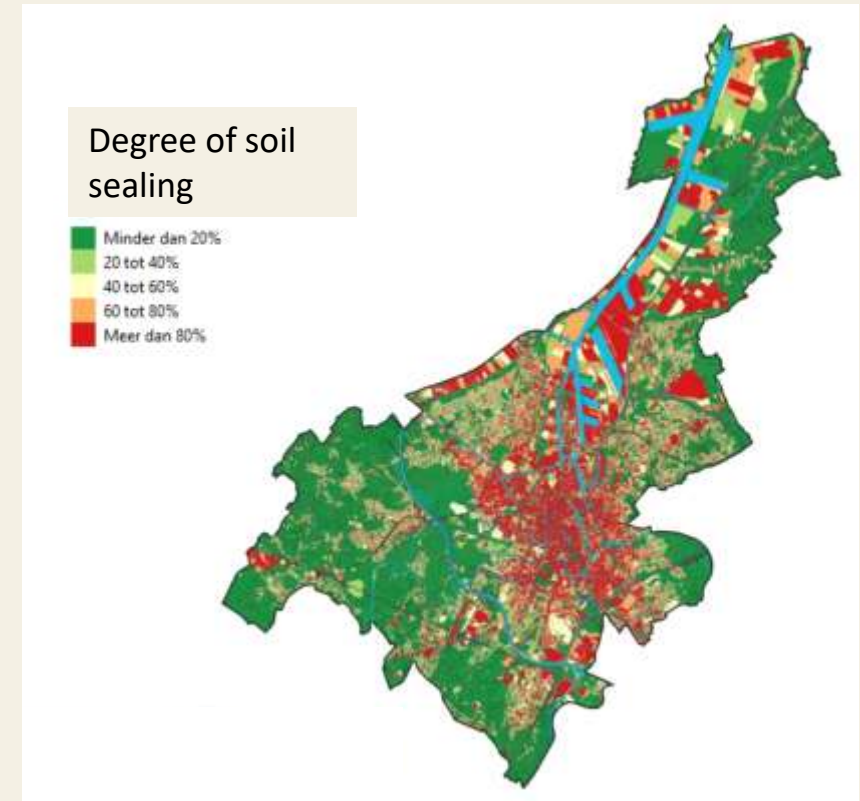 Degree of soil
sealing
Minder dan 20%
20 tot 40%
40 tot 60%
60 tot 80%
Meer dan 80%